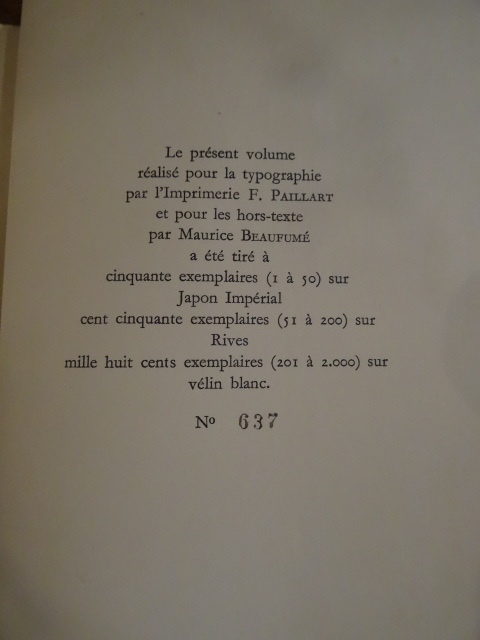 Le présent volume
réalisé pour la typographie
par l'Imprimerie F. PAILLART
et pour les hors-texte
par Maurice BEAUFUMÉ
a été tiré à
cinquante exemplaires (1 à 50) sur
Japon Impérial
cent cinquante exemplaires (51 à 200) sur
Rives
mille huit cents exemplaires (201 à 2.000) sur
vélin blanc.
No 637